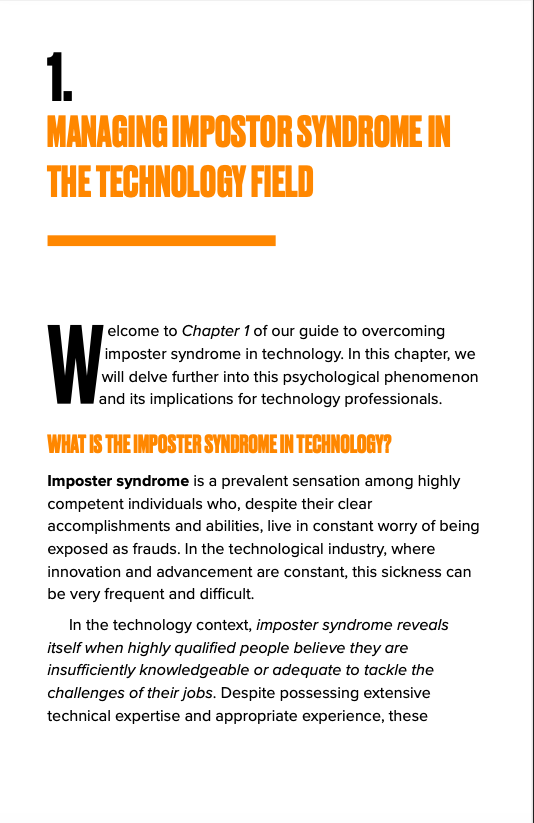 1.
MANAGING IMPOSTOR SYNDROME IN
THE TECHNOLOGY FIELD
Welcome to Chapter 1 of our guide to overcoming
imposter syndrome in technology. In this chapter, we
will delve further into this psychological phenomenon
and its implications for technology professionals.
WHAT IS THE IMPOSTER SYNDROME IN TECHNOLOGY?
Imposter syndrome is a prevalent sensation among highly
competent individuals who, despite their clear
accomplishments and abilities, live in constant worry of being
exposed as frauds. In the technological industry, where
innovation and advancement are constant, this sickness can
be very frequent and difficult.
In the technology context, imposter syndrome reveals
itself when highly qualified people believe they are
insufficiently knowledgeable or adequate to tackle the
challenges of their jobs. Despite possessing extensive
technical expertise and appropriate experience, these